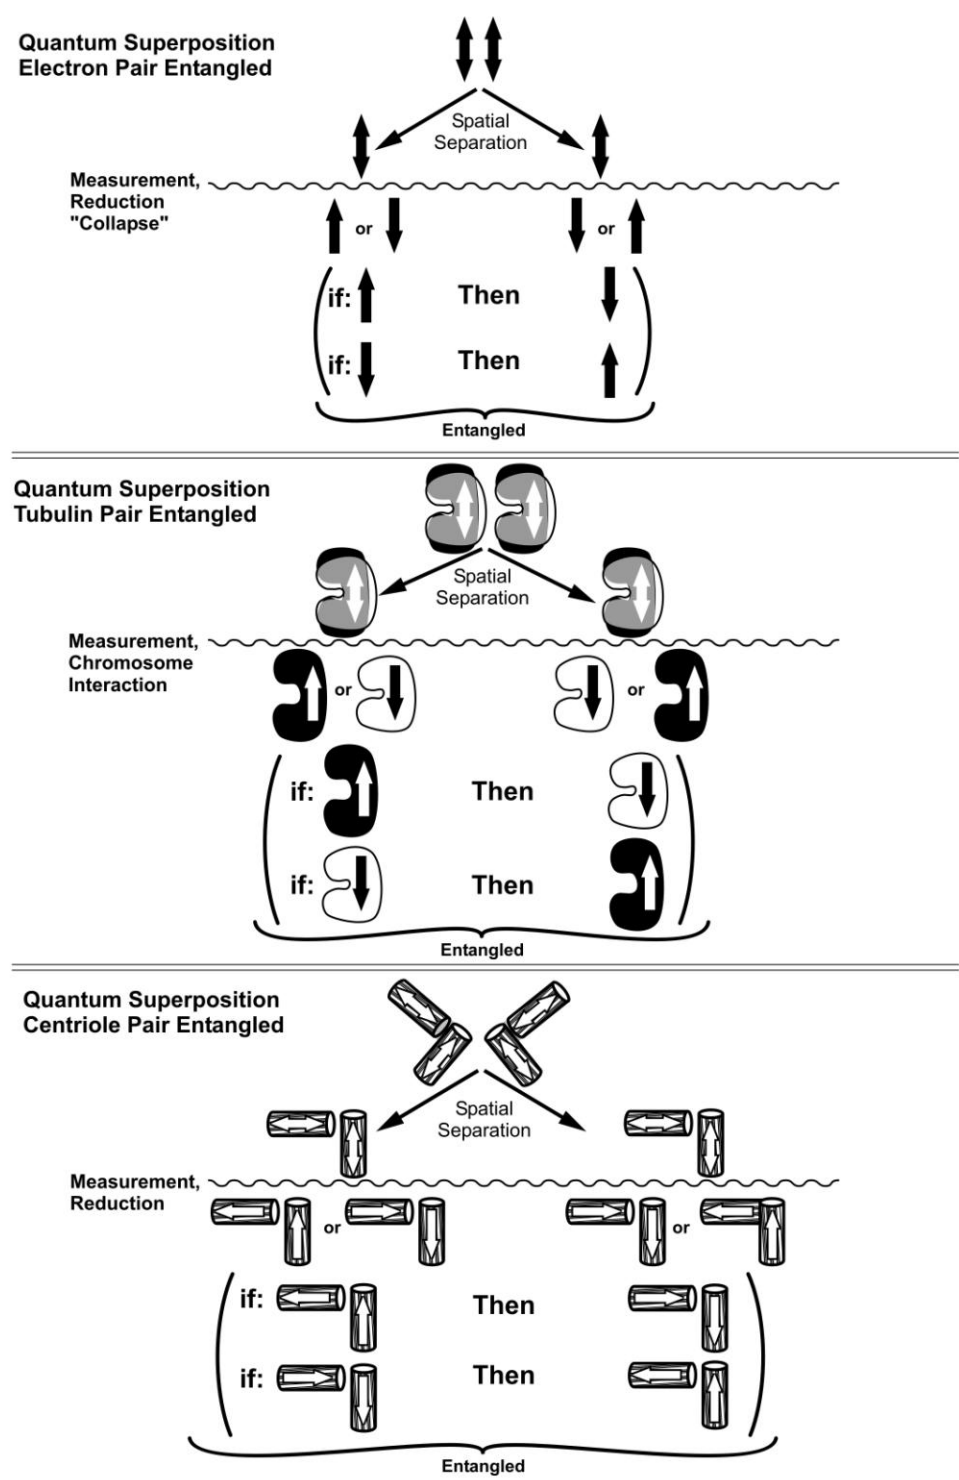 Quantum Superposition
Electron Pair Entangled
Spatial
Separation
Measurement,
Reduction
"Collapse"
or
or
if:
Then
if:
Then
Entangled
Quantum Superposition
Tubulin Pair Entangled
Spatial
Separation
Measurement,
Chromosome
Interaction
or
or
if:
Then
if:
Then
Entangled
Quantum Superposition
Centriole Pair Entangled
Spatial
Separation
Measurement,
Reduction
or
or
if:
Then
if:
Then
Entangled